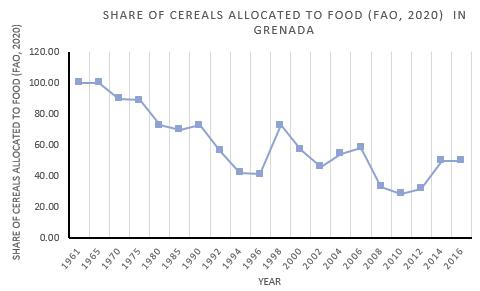 SHARE OF CEREALS ALLOCATED TO FOOD (FAO, 2020) IN
GRENADA
SHARE OF CEREALS ALLOCATED TO FOOD (FAO, 2020)
120.00
100.00
80.00
60.00
40.00
20.00
0.00
1961 1965 1970 1975 1980 1985 1990 1992 1994 1996 1998 2000 2002 2004 2006 2008 2010 2012 2014 2016
YEAR